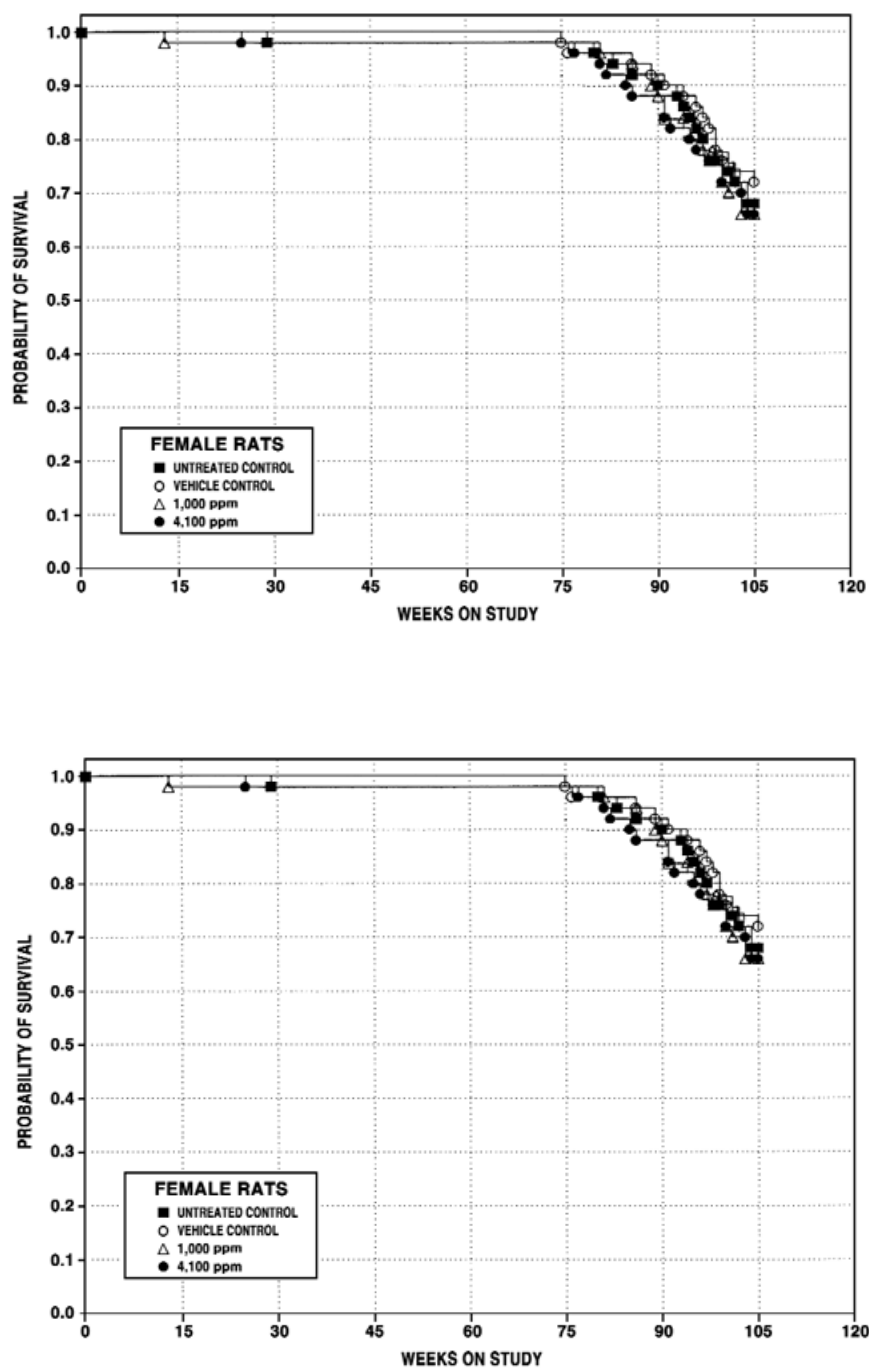 1.0
0.9
0.8
0.7
0.6
0.5
0.4
0.3
0.2
0.1
0.0
PROBABILITY OF SURVIVAL
FEMALE RATS
UNTREATED CONTROL
VEHICLE CONTROL
1,000 ppm
4,100 ppm
0 15 30 45 60 75 90 105 120
WEEKS ON STUDY
1.0
0.9
0.8
0.7
0.6
0.5
0.4
0.3
0.2
0.1
0.0
PROBABILITY OF SURVIVAL
FEMALE RATS
UNTREATED CONTROL
VEHICLE CONTROL
1,000 ppm
4,100 ppm
0 15 30 45 60 75 90 105 120
WEEKS ON STUDY